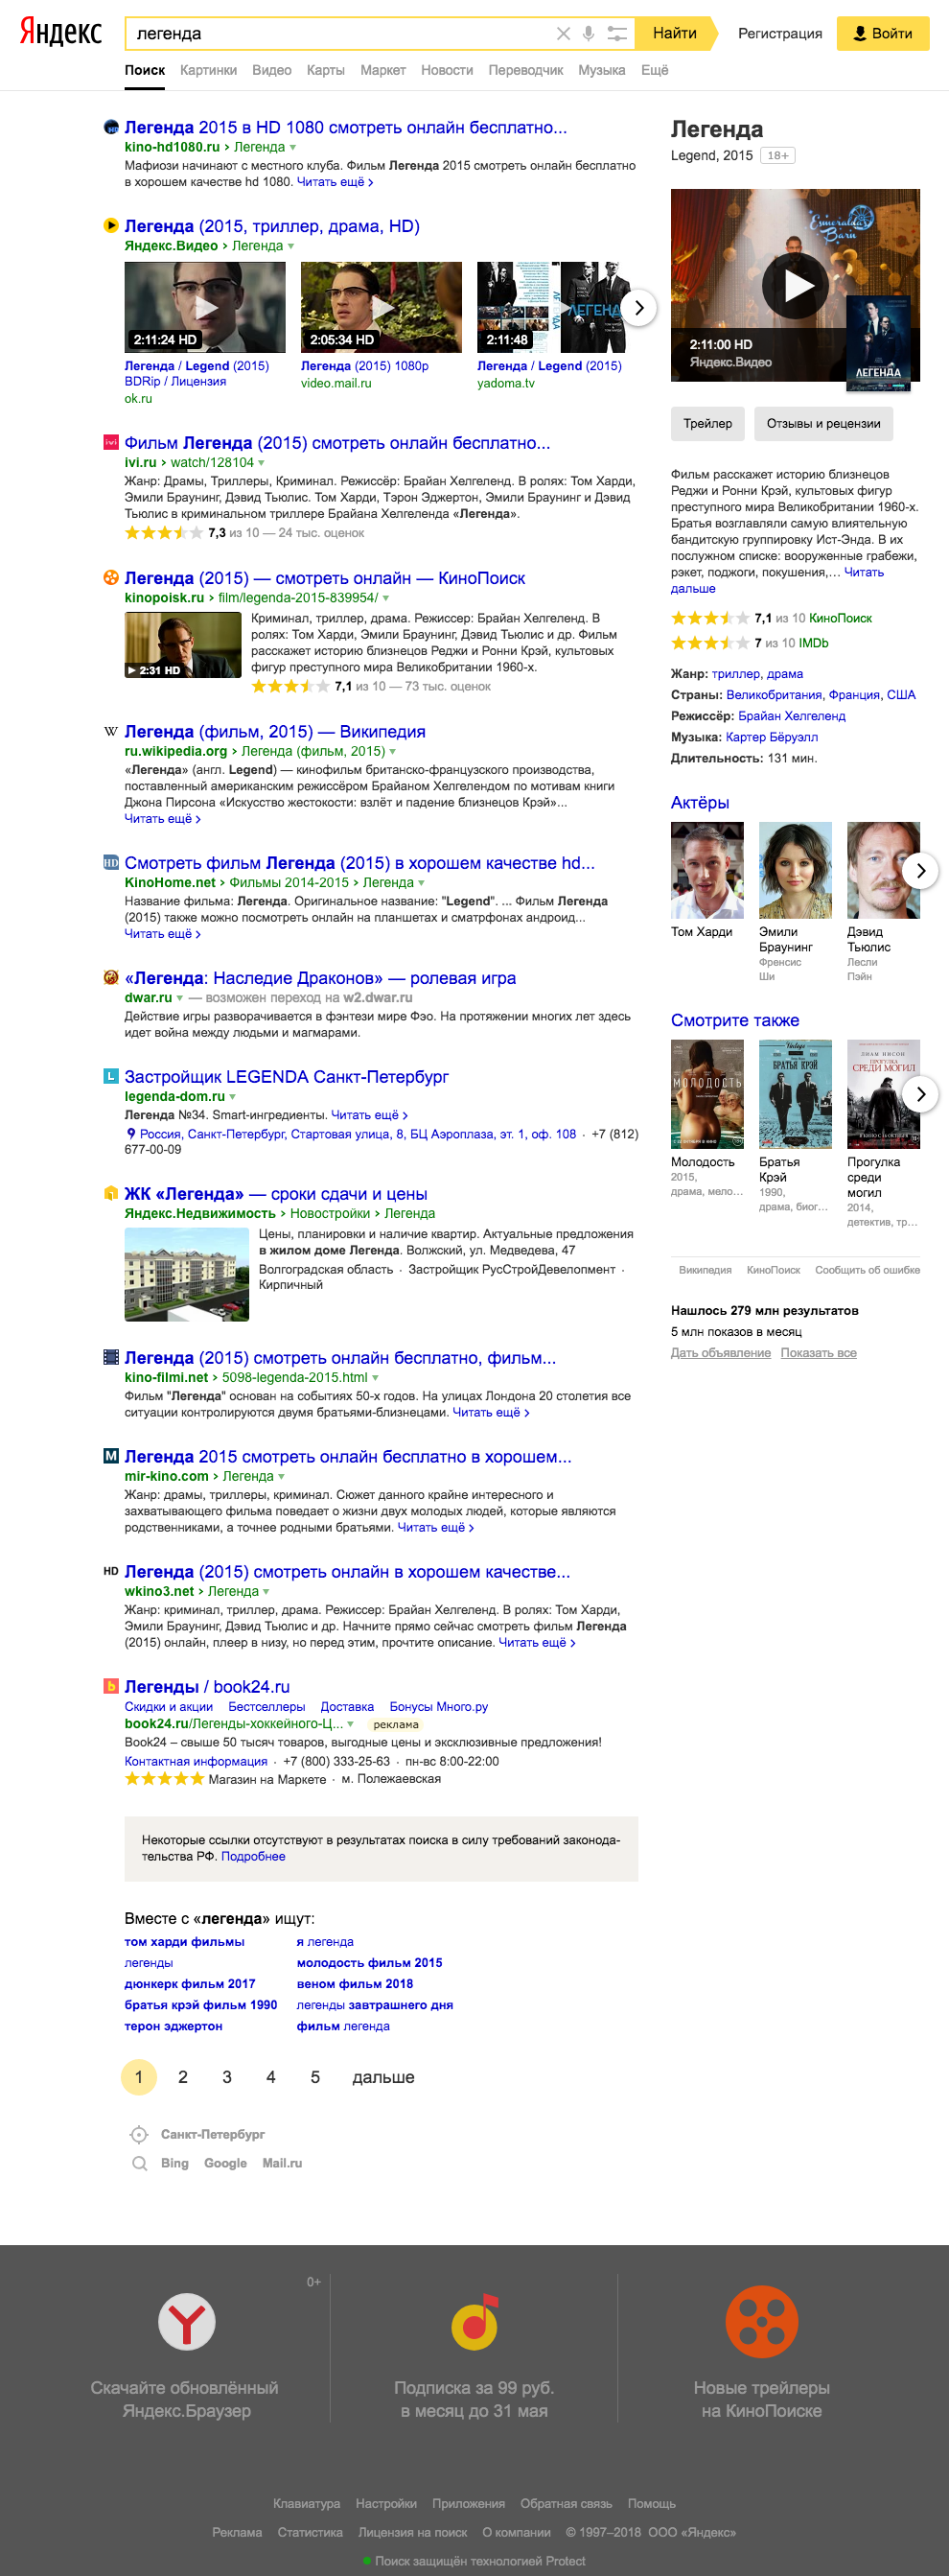 Яндекс
легенда
Найти
Регистрация
Войти
Поиск Картинки Видео Карты Маркет Новости Переводчик Музыка Ещё
Легенда 2015 в HD 1080 смотреть онлайн бесплатно...
kino-hd1080.ru › Легенда
Мафиози начинают с местного клуба. Фильм Легенда 2015 смотреть онлайн бесплатно
в хорошем качестве hd 1080. Читать ещё ›
Легенда (2015, триллер, драма, HD)
Яндекс.Видео › Легенда
2:11:24 HD
2:05:34 HD
ЛЕГЕНДА
2:11:48
Легенда / Legend (2015)
BDRip / Лицензия
ok.ru
Легенда (2015) 1080p
video.mail.ru
Легенда / Legend (2015)
yadoma.tv
Фильм Легенда (2015) смотреть онлайн бесплатно...
ivi.ru › watch/128104
Жанр: Драмы, Триллеры, Криминал. Режиссёр: Брайан Хелгеленд. В ролях: Том Харди,
Эмили Браунинг, Дэвид Тьюлис. Том Харди, Тэрон Эджертон, Эмили Браунинг и Дэвид
Тьюлис в криминальном триллере Брайана Хелгеленда «Легенда».
7,3 из 10 — 24 тыс. оценок
Легенда (2015) — смотреть онлайн — КиноПоиск
kinopoisk.ru › film/legenda-2015-839954/
2:31 HD
Криминал, триллер, драма. Режиссер: Брайан Хелгеленд. В
ролях: Том Харди, Эмили Браунинг, Дэвид Тьюлис и др. Фильм
расскажет историю близнецов Реджи и Ронни Крэй, культовых
фигур преступного мира Великобритании 1960-х.
7,1 из 10 — 73 тыс. оценок
W
Легенда (фильм, 2015) — Википедия
ru.wikipedia.org › Легенда (фильм, 2015)
«Легенда» (англ. Legend) — кинофильм британско-французского производства,
поставленный американским режиссёром Брайаном Хелгелендом по мотивам книги
Джона Пирсона «Искусство жестокости: взлёт и падение близнецов Крэй»...
Читать ещё ›
HD
Смотреть фильм Легенда (2015) в хорошем качестве hd...
KinoHome.net › Фильмы 2014-2015 › Легенда
Название фильма: Легенда. Оригинальное название: "Legend". ... Фильм Легенда
(2015) также можно посмотреть онлайн на планшетах и сматрфонах андроид...
Читать ещё ›
«Легенда: Наследие Драконов» — ролевая игра
dwar.ru — возможен переход на w2.dwar.ru
Действие игры разворачивается в фэнтези мире Фэо. На протяжении многих лет здесь
идет война между людьми и магмарами.
L
Застройщик LEGENDA Санкт-Петербург
legenda-dom.ru
Легенда №34. Smart-ингредиенты. Читать ещё ›
Россия, Санкт-Петербург, Стартовая улица, 8, БЦ Аэроплаза, эт. 1, оф. 108 · +7 (812)
677-00-09
ЖК «Легенда» — сроки сдачи и цены
Яндекс.Недвижимость › Новостройки › Легенда
Цены, планировки и наличие квартир. Актуальные предложения
в жилом доме Легенда. Волжский, ул. Медведева, 47
Волгоградская область · Застройщик РусСтройДевелопмент ·
Кирпичный
Легенда (2015) смотреть онлайн бесплатно, фильм...
kino-filmi.net › 5098-legenda-2015.html
Фильм "Легенда" основан на событиях 50-х годов. На улицах Лондона 20 столетия все
ситуации контролируются двумя братьями-близнецами. Читать ещё ›
M
Легенда 2015 смотреть онлайн бесплатно в хорошем...
mir-kino.com › Легенда
Жанр: драмы, триллеры, криминал. Сюжет данного крайне интересного и
захватывающего фильма поведает о жизни двух молодых людей, которые являются
родственниками, а точнее родными братьями. Читать ещё ›
HD
Легенда (2015) смотреть онлайн в хорошем качестве...
wkino3.net › Легенда
Жанр: криминал, триллер, драма. Режиссер: Брайан Хелгеленд. В ролях: Том Харди,
Эмили Браунинг, Дэвид Тьюлис и др. Начните прямо сейчас смотреть фильм Легенда
(2015) онлайн, плеер в низу, но перед этим, прочтите описание. Читать ещё ›
b
Легенды / book24.ru
Скидки и акции Бестселлеры Доставка Бонусы Много.ру
book24.ru/Легенды-хоккейного-Ц... реклама
Book24 – свыше 50 тысяч товаров, выгодные цены и эксклюзивные предложения!
Контактная информация · +7 (800) 333-25-63 · пн-вс 8:00-22:00
Магазин на Маркете · м. Полежаевская
Некоторые ссылки отсутствуют в результатах поиска в силу требований законода-
тельства РФ. Подробнее
Вместе с «легенда» ищут:
том харди фильмы
легенды
дюнкерк фильм 2017
братья крэй фильм 1990
терон эджертон
я легенда
молодость фильм 2015
веном фильм 2018
легенды завтрашнего дня
фильм легенда
1 2 3 4 5 дальше
Санкт-Петербург
Bing Google Mail.ru
Легенда
Legend, 2015 18+
Esmeralda's
Barn
2:11:00 HD
Яндекс.Видео
ЛЕГЕНДА
Трейлер
Отзывы и рецензии
Фильм расскажет историю близнецов
Реджи и Ронни Крэй, культовых фигур
преступного мира Великобритании 1960-х.
Братья возглавляли самую влиятельную
бандитскую группировку Ист-Энда. В их
послужном списке: вооруженные грабежи,
рэкет, поджоги, покушения,… Читать
дальше
7,1 из 10 КиноПоиск
7 из 10 IMDb
Жанр: триллер, драма
Страны: Великобритания, Франция, США
Режиссёр: Брайан Хелгеленд
Музыка: Картер Бёруэлл
Длительность: 131 мин.
Актёры
Том Харди
Эмили
Браунинг
Френсис
Ши
Дэвид
Тьюлис
Лесли
Пэйн
Смотрите также
МОЛОДОСТЬ
БРАТЬЯ КРЭЙ
ЛИАМ НИСОН
ПРОГУЛКА
СРЕДИ МОГИЛ
Молодость
2015,
драма, мело...
Братья
Крэй
1990,
драма, биог...
Прогулка
среди
могил
2014,
детектив, тр...
Википедия КиноПоиск Сообщить об ошибке
Нашлось 279 млн результатов
5 млн показов в месяц
Дать объявление Показать все
0+
Скачайте обновлённый
Яндекс.Браузер
Подписка за 99 руб.
в месяц до 31 мая
Новые трейлеры
на КиноПоиске
Клавиатура Настройки Приложения Обратная связь Помощь
Реклама Статистика Лицензия на поиск О компании © 1997–2018 ООО «Яндекс»
Поиск защищён технологией Protect